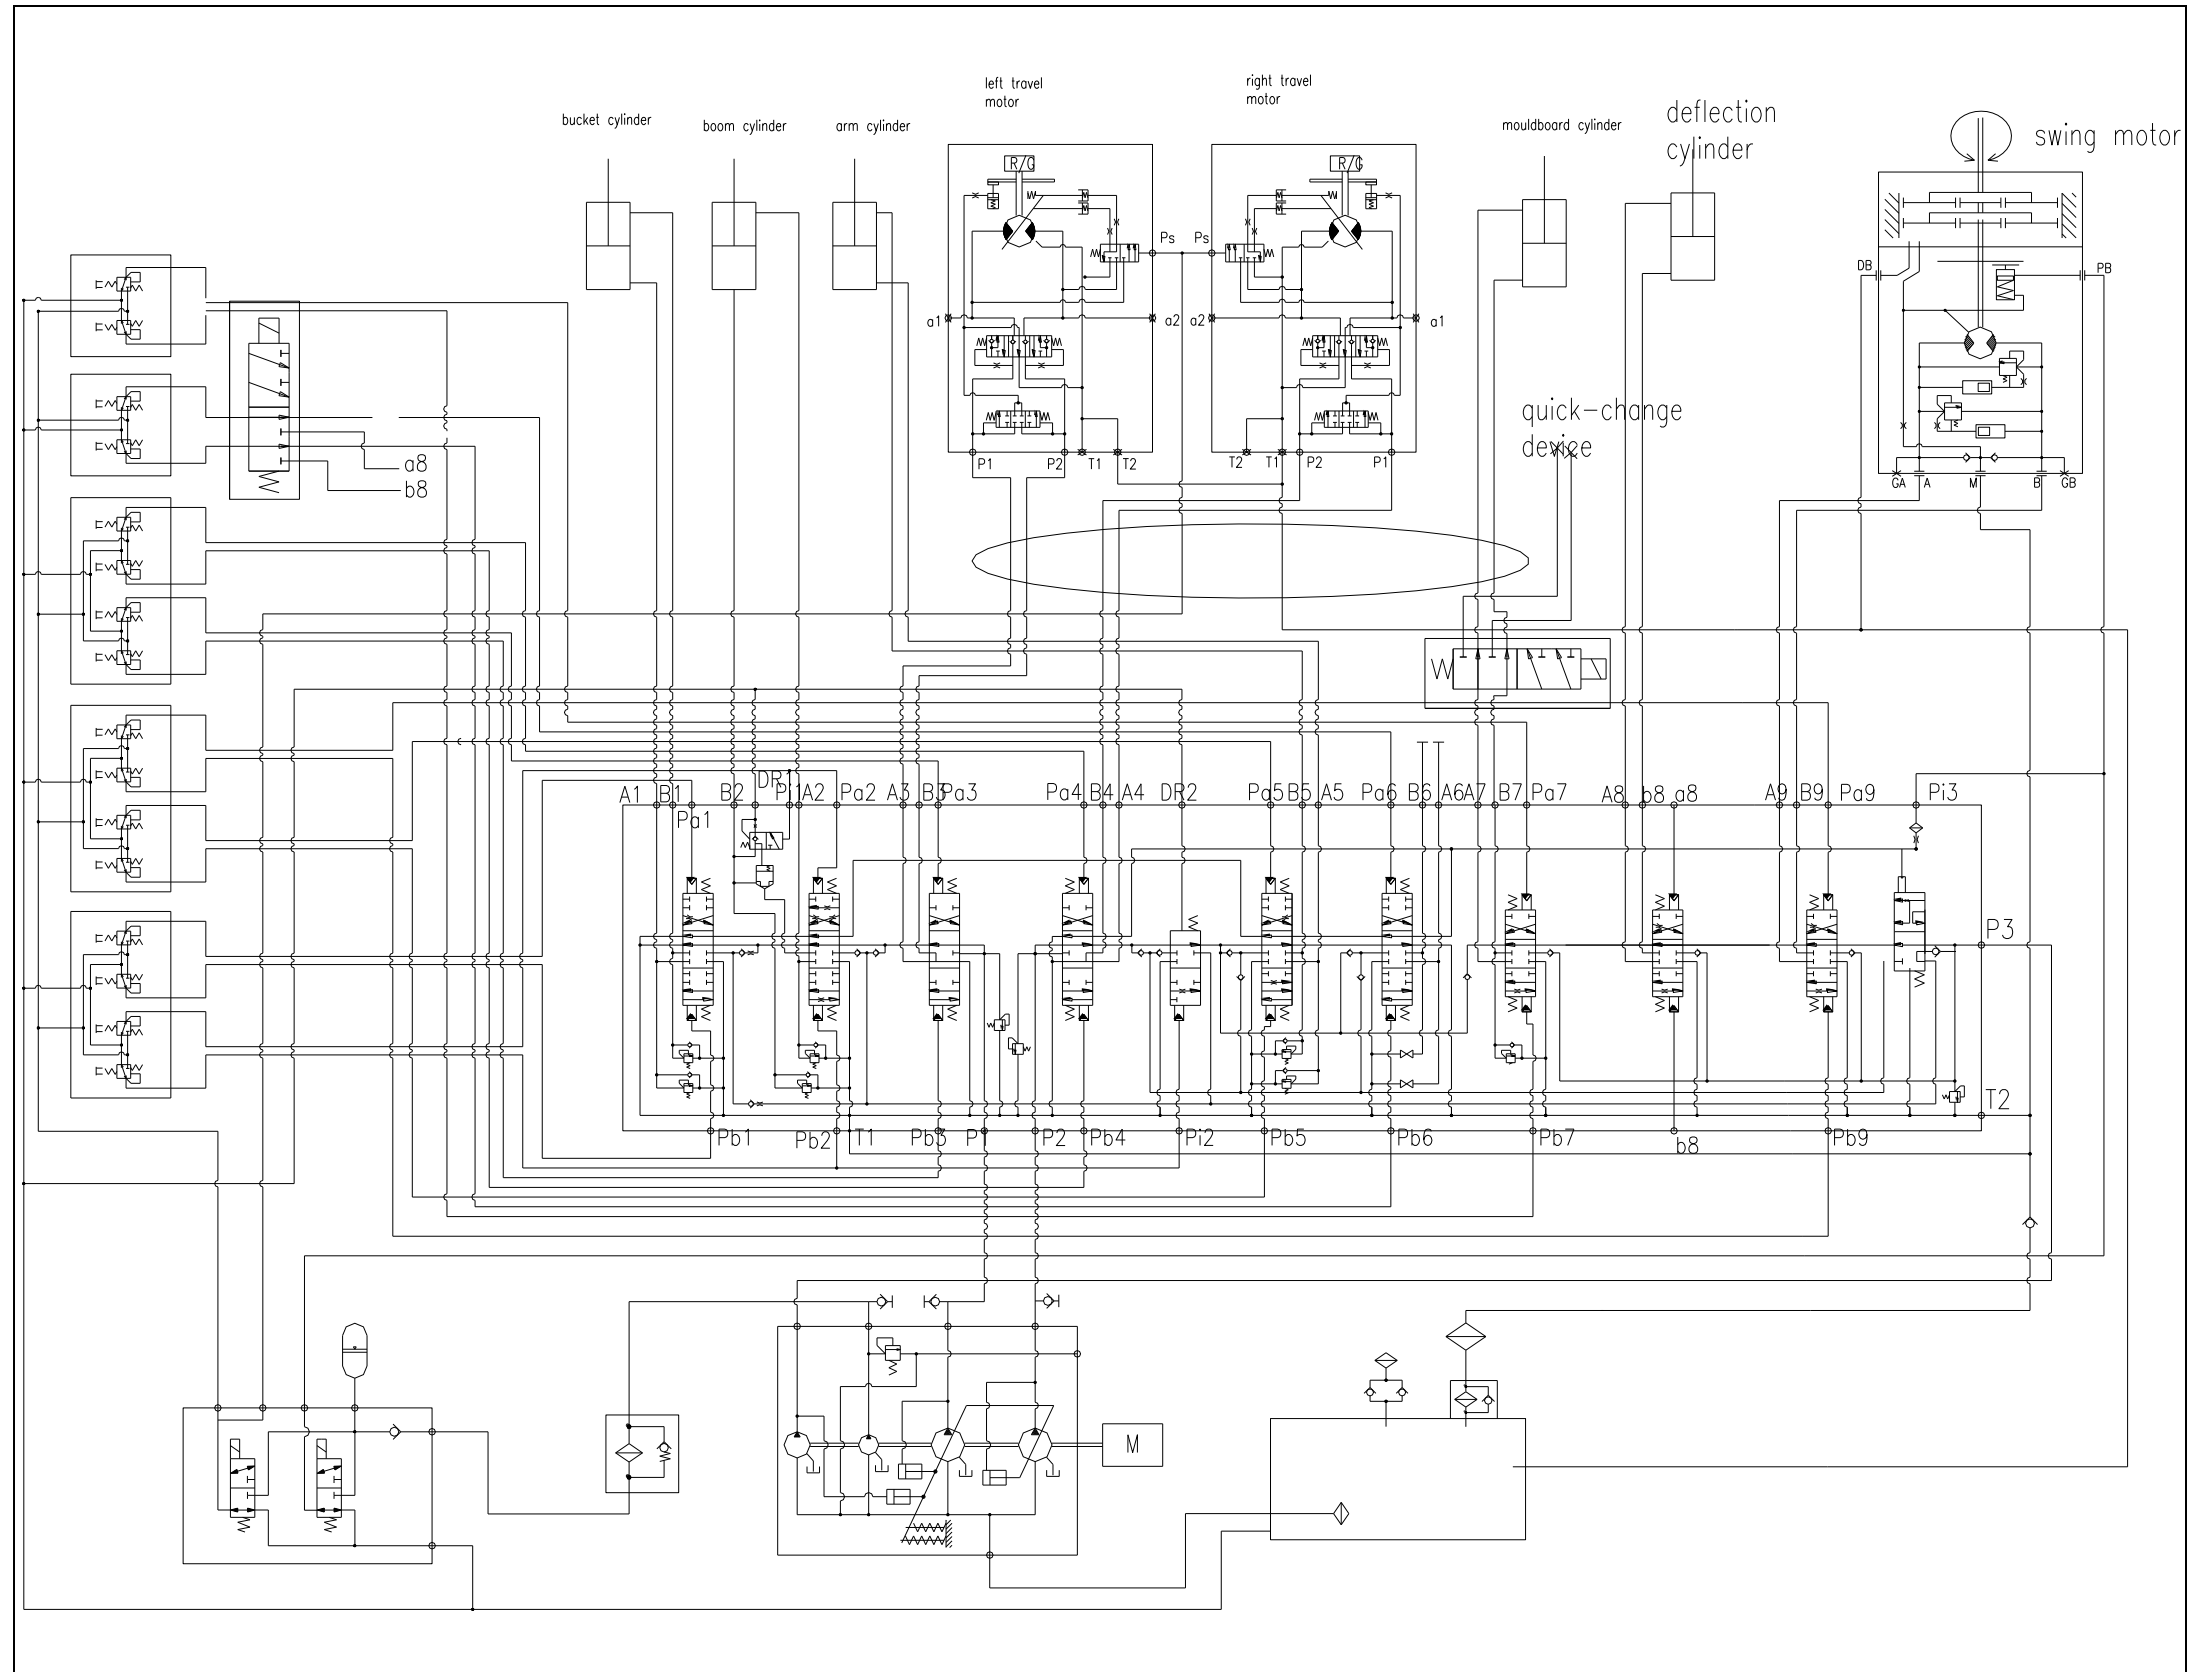 left travel
motor
right travel
motor
bucket cylinder
boom cylinder
arm cylinder
mouldboard cylinder
deflection
cylinder
swing motor
R/G
R/G
Ps
Ps
DB
PB
a1
a2
a2
a1
quick-change
device
P1
P2
T1
T2
T2
T1
P2
P1
GA
A
M
B
GB
a8
b8
A1
B1
B2
DR1
Pi1
A2
Pa2
A3
B3
Pa3
Pa4
B4
A4
DR2
Pa5
B5
A5
Pa6
B6
A6
A7
B7
Pa7
A8
b8
a8
A9
B9
Pa9
Pi3
Pa1
P3
T2
Pb1
Pb2
T1
Pb3
P1
P2
Pb4
Pi2
Pb5
Pb6
Pb7
b8
Pb9
M